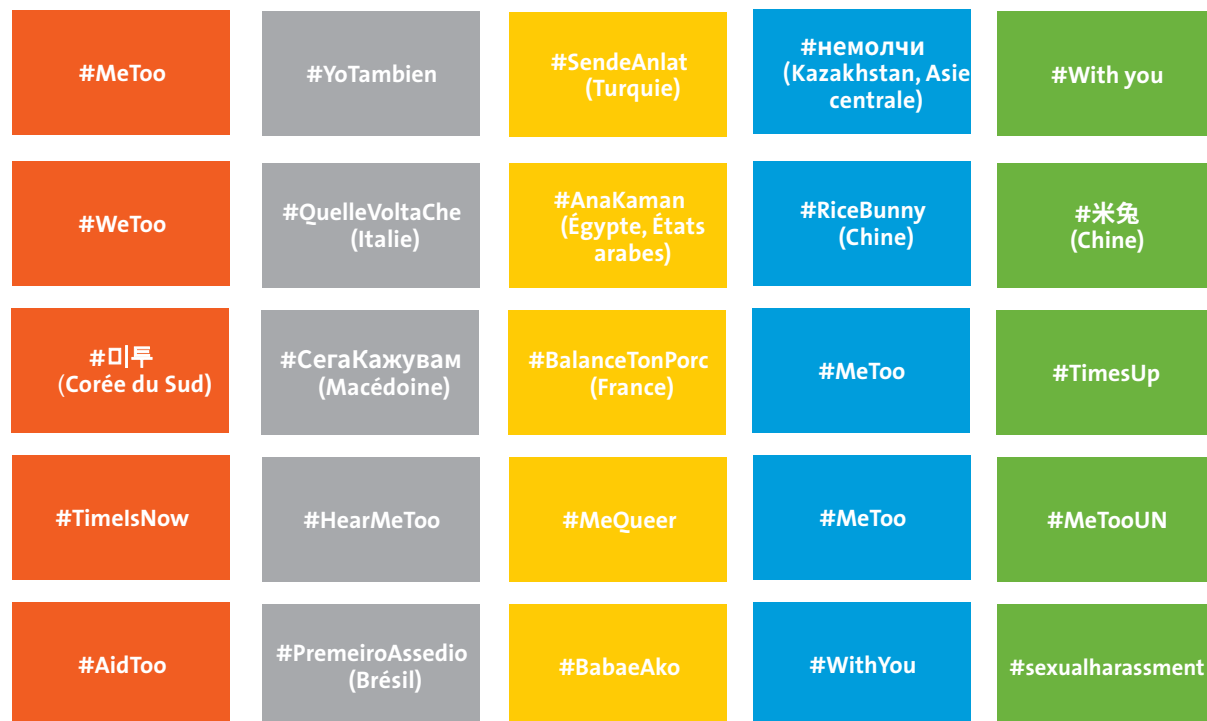 #MeToo
#YoTambien
#SendeAnlat
(Turquie)
#немолчи
(Kazakhstan, Asie
centrale)
#With you
#WeToo
#QuelleVoltaChe
(Italie)
#AnaKaman
(Égypte, États
arabes)
#RiceBunny
(Chine)
#米兔
(Chine)
#미투
(Corée du Sud)
#СегаКажувам
(Macédoine)
#BalanceTonPorc
(France)
#MeToo
#TimesUp
#TimeIsNow
#HearMeToo
#MeQueer
#MeToo
#MeTooUN
#AidToo
#PremeiroAssedio
(Brésil)
#BabaeAko
#WithYou
#sexualharassment